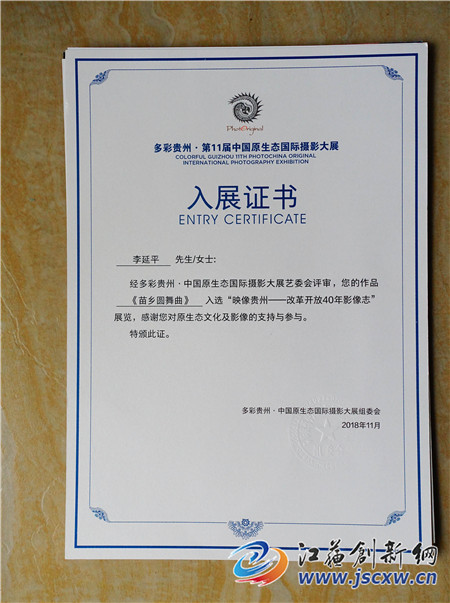 PhotOriginal
多彩贵州·第11届中国原生态国际摄影大展
COLORFUL GUIZHOU 11TH PHOTOCHINA ORIGINAL
INTERNATIONAL PHOTOGRAPHY EXHIBITION
入展证书
ENTRY CERTIFICATE
李延平 先生/女士:
经多彩贵州·中国原生态国际摄影大展艺委会评审，您的作品
《苗乡圆舞曲》 入选“映像贵州——改革开放40年影像志”
展览，感谢您对原生态文化及影像的支持与参与。
特颁此证。
多彩贵州·中国原生态国际摄影大展组委会
2018年11月
江苏创新网
www.jscxw.cn